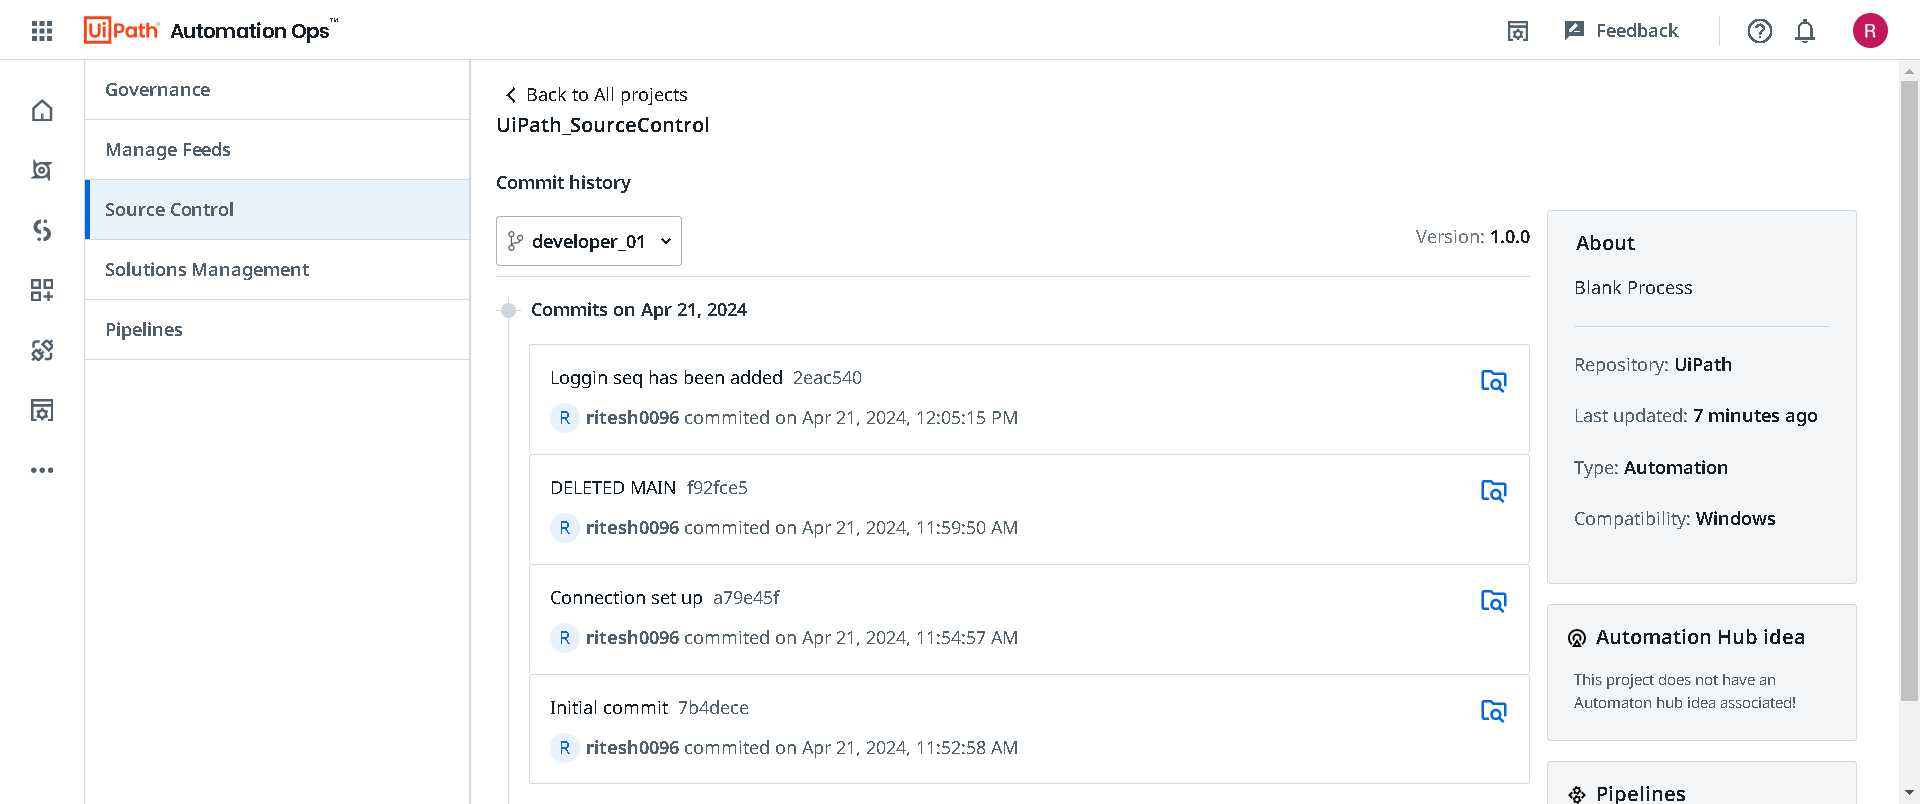 UiPath Automation Ops™
Feedback
R
Governance
Manage Feeds
Source Control
Solutions Management
Pipelines
Back to All projects
UiPath_SourceControl
Commit history
developer_01
Version: 1.0.0
Commits on Apr 21, 2024
Loggin seq has been added 2eac540
R ritesh0096 commited on Apr 21, 2024, 12:05:15 PM
DELETED MAIN f92fce5
R ritesh0096 commited on Apr 21, 2024, 11:59:50 AM
Connection set up a79e45f
R ritesh0096 commited on Apr 21, 2024, 11:54:57 AM
Initial commit 7b4dece
R ritesh0096 commited on Apr 21, 2024, 11:52:58 AM
About
Blank Process
Repository: UiPath
Last updated: 7 minutes ago
Type: Automation
Compatibility: Windows
Automation Hub idea
This project does not have an
Automaton hub idea associated!
Pipelines